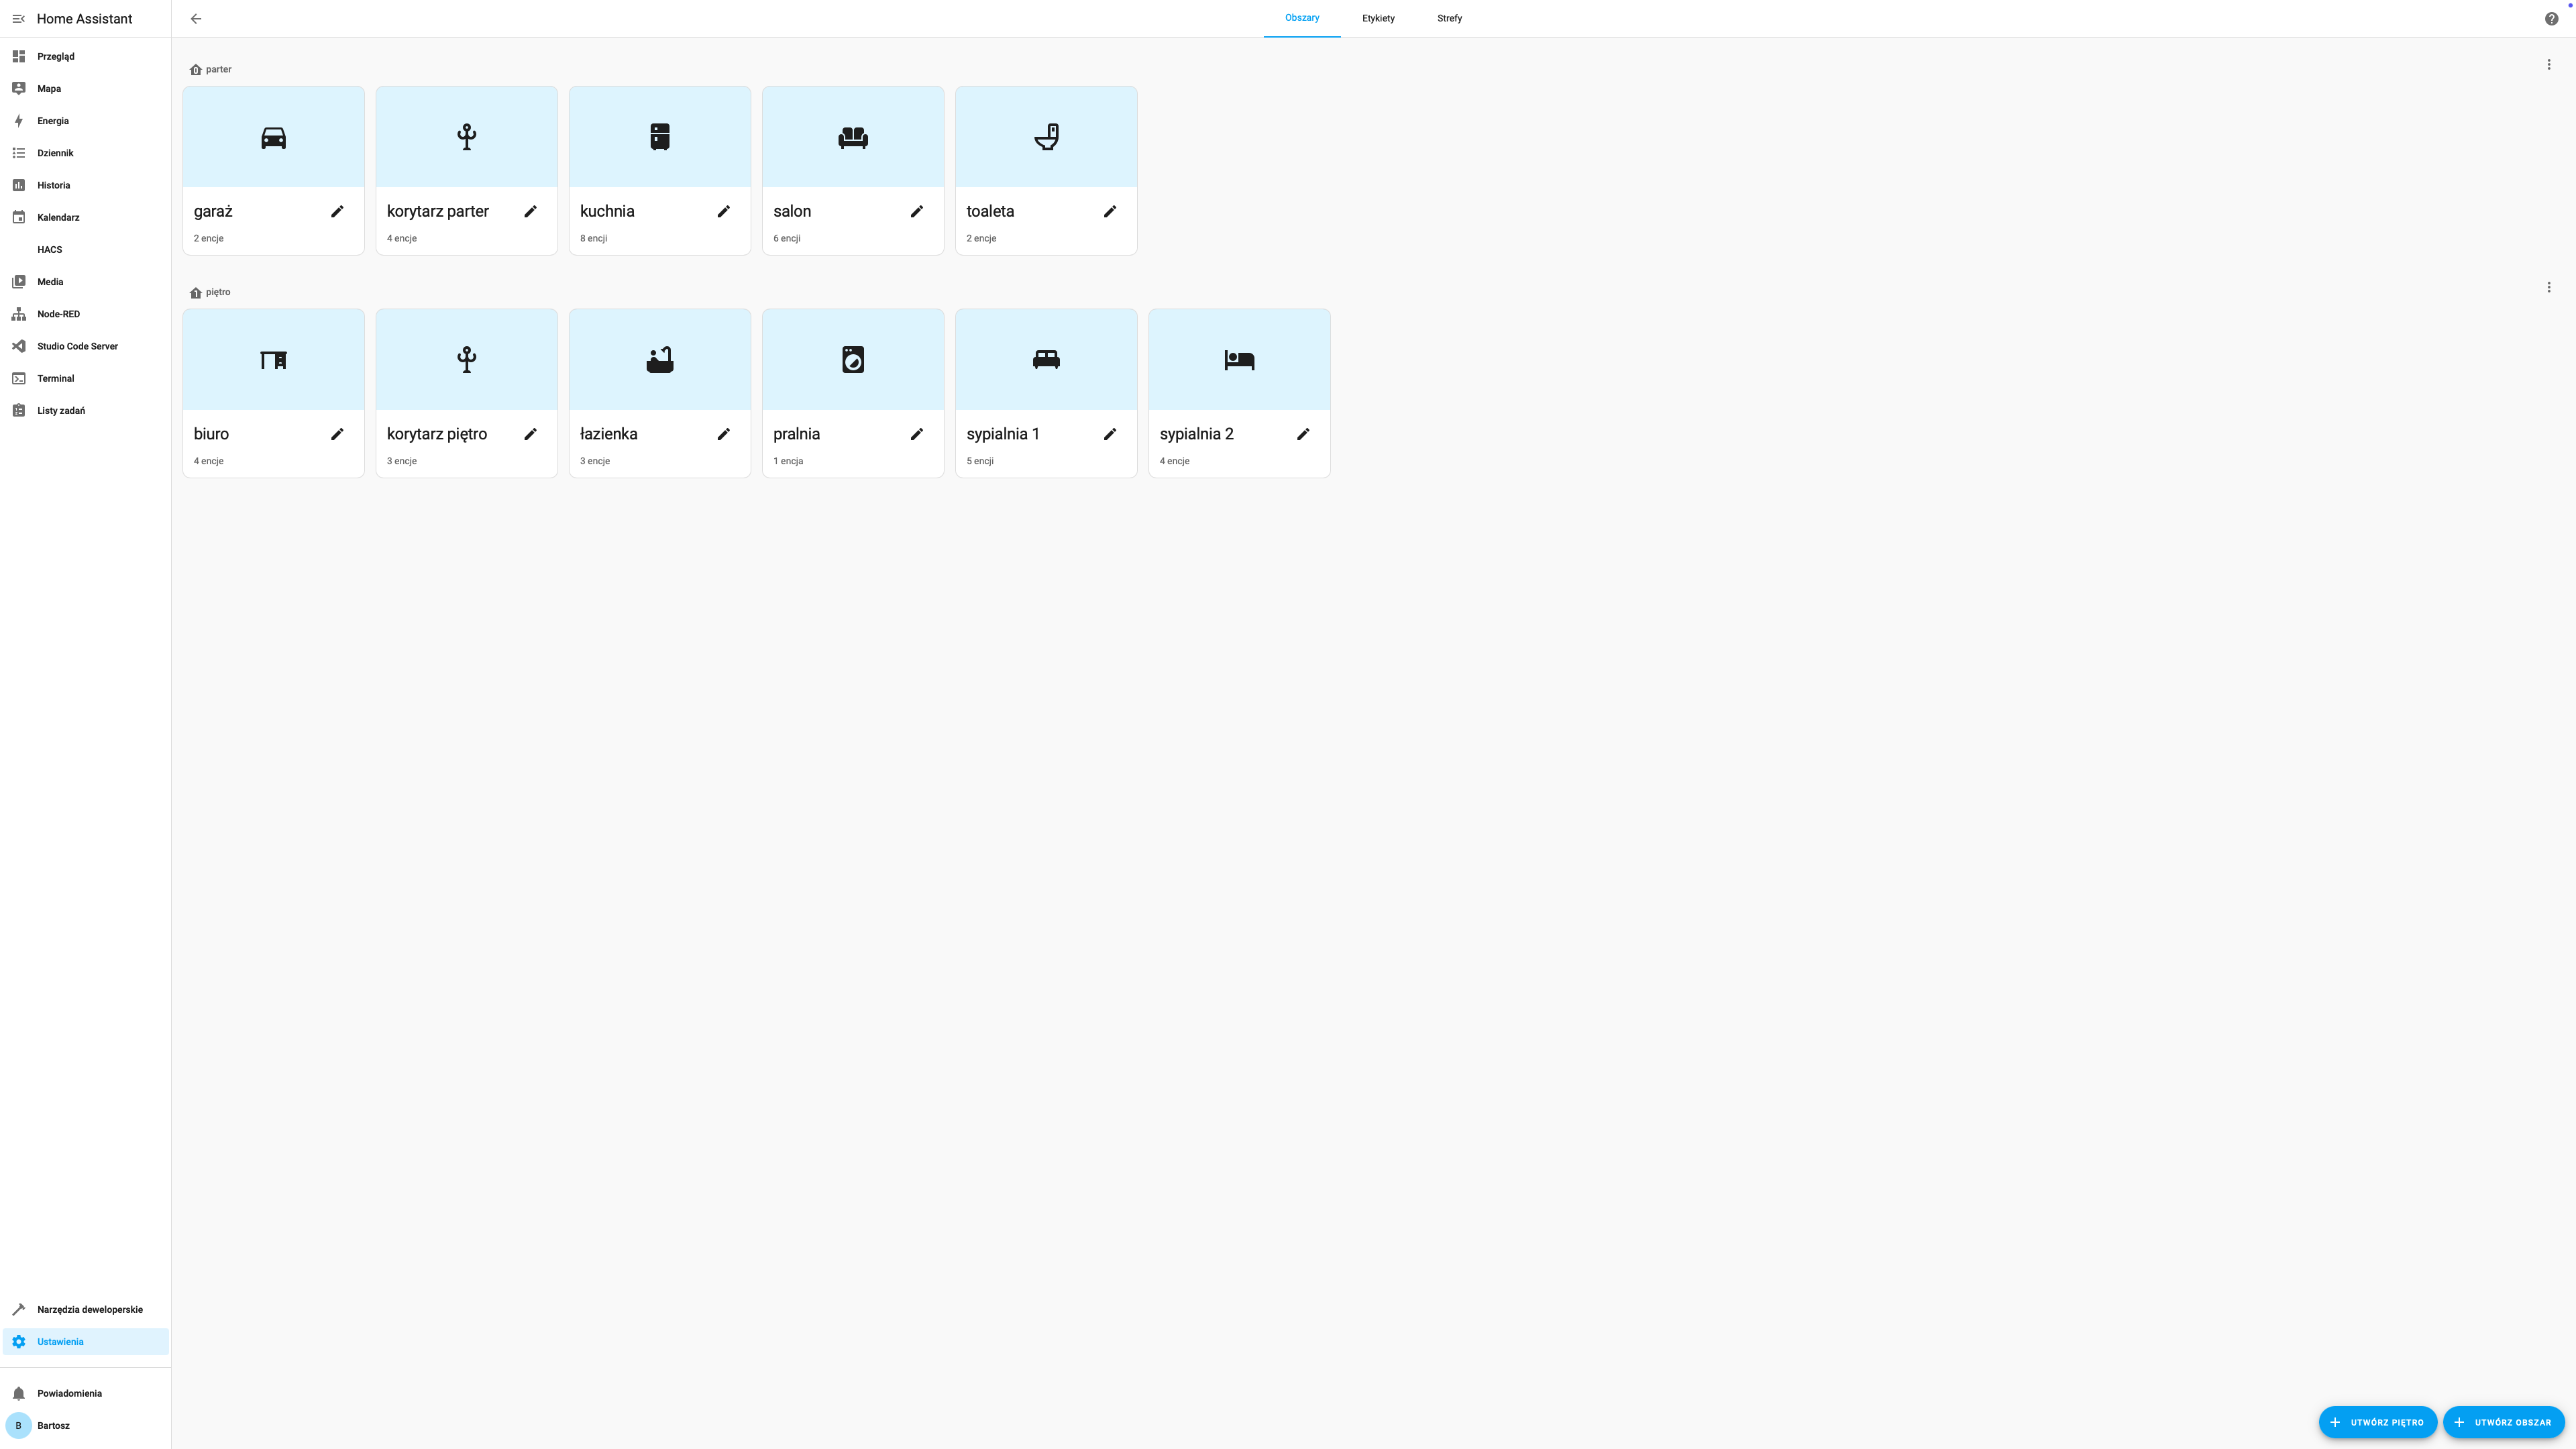 Home Assistant
Obszary
Etykiety
Strefy
Przegląd
Mapa
Energia
Dziennik
Historia
Kalendarz
HACS
Media
Node-RED
Studio Code Server
Terminal
Listy zadań
parter
garaż
2 encje
korytarz parter
4 encje
kuchnia
8 encji
salon
6 encji
toaleta
2 encje
piętro
biuro
4 encje
korytarz piętro
3 encje
łazienka
3 encje
pralnia
1 encja
sypialnia 1
5 encji
sypialnia 2
4 encje
Narzędzia deweloperskie
Ustawienia
Powiadomienia
B
Bartosz
UTWÓRZ PIĘTRO
UTWÓRZ OBSZAR